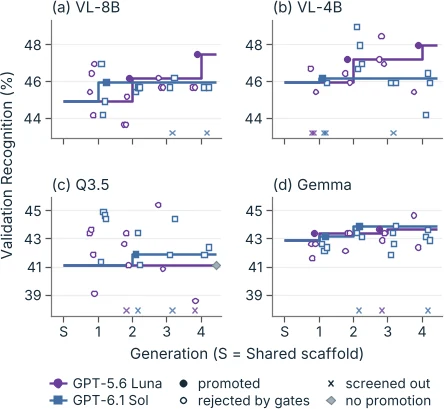 (a) VL-8B
(b) VL-4B
48
46
44
48
46
44
Validation Recognition (%)
(c) Q3.5
(d) Gemma
45
43
41
39
45
43
41
39
S 1 2 3 4
S 1 2 3 4
Generation (S = Shared scaffold)
GPT-5.6 Luna
promoted
screened out
GPT-6.1 Sol
rejected by gates
no promotion